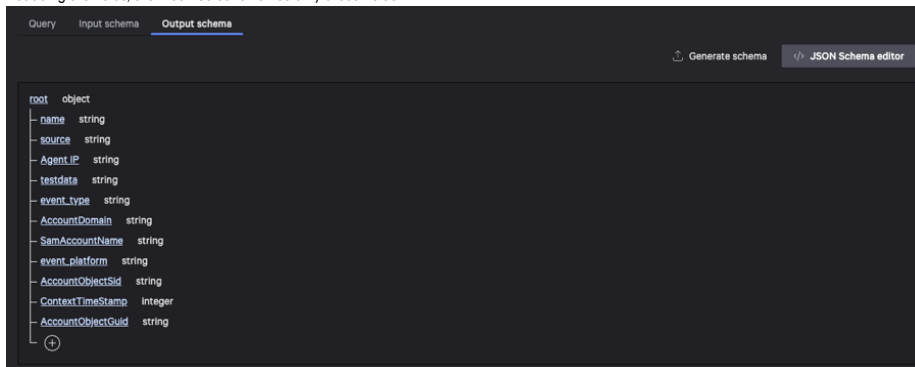 Query Input schema Output schema
Generate schema </> JSON Schema editor
root object
name string
source string
Agent IP string
testdata string
event_type string
AccountDomain string
SamAccountName string
event_platform string
AccountObjectSid string
ContextTimeStamp integer
AccountObjectGuid string